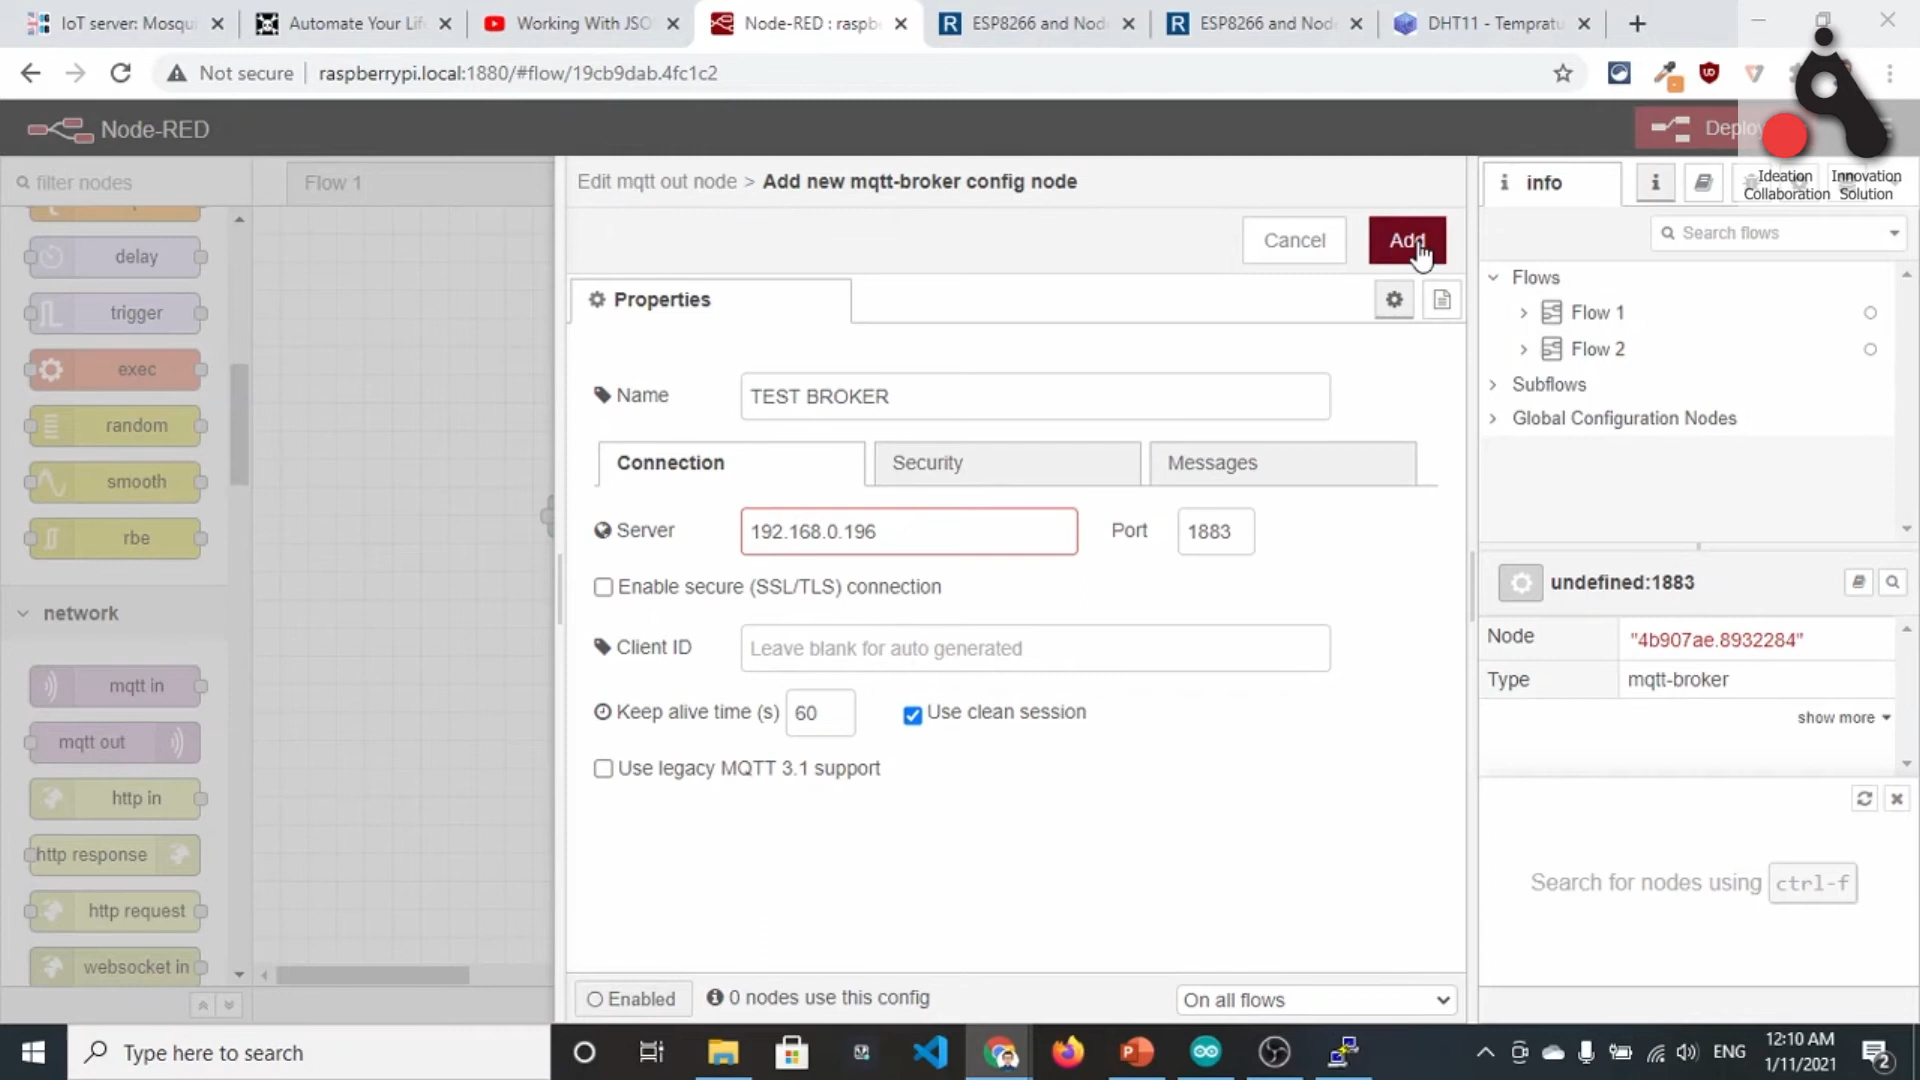 IoT server: Mosqu
Automate Your Li
Working With JSO
Node-RED : raspb
ESP8266 and Nod
ESP8266 and Nod
DHT11 - Tempratu
Not secure
raspberrypi.local:1880/#flow/19cb9dab.4fc1c2
Node-RED
Deploy
Ideation
Collaboration
Innovation
Solution
filter nodes
Flow 1
Edit mqtt out node > Add new mqtt-broker config node
info
Cancel
Add
Search flows
delay
trigger
exec
random
smooth
rbe
network
mqtt in
mqtt out
http in
http response
http request
websocket in
Properties
Name
TEST BROKER
Connection
Security
Messages
Server
192.168.0.196
Port
1883
Enable secure (SSL/TLS) connection
Client ID
Leave blank for auto generated
Keep alive time (s)
60
Use clean session
Use legacy MQTT 3.1 support
Enabled
0 nodes use this config
On all flows
Flows
Flow 1
Flow 2
Subflows
Global Configuration Nodes
undefined:1883
Node
"4b907ae.8932284"
Type
mqtt-broker
show more
Search for nodes using ctrl-f
Type here to search
ENG
12:10 AM
1/11/2021
2